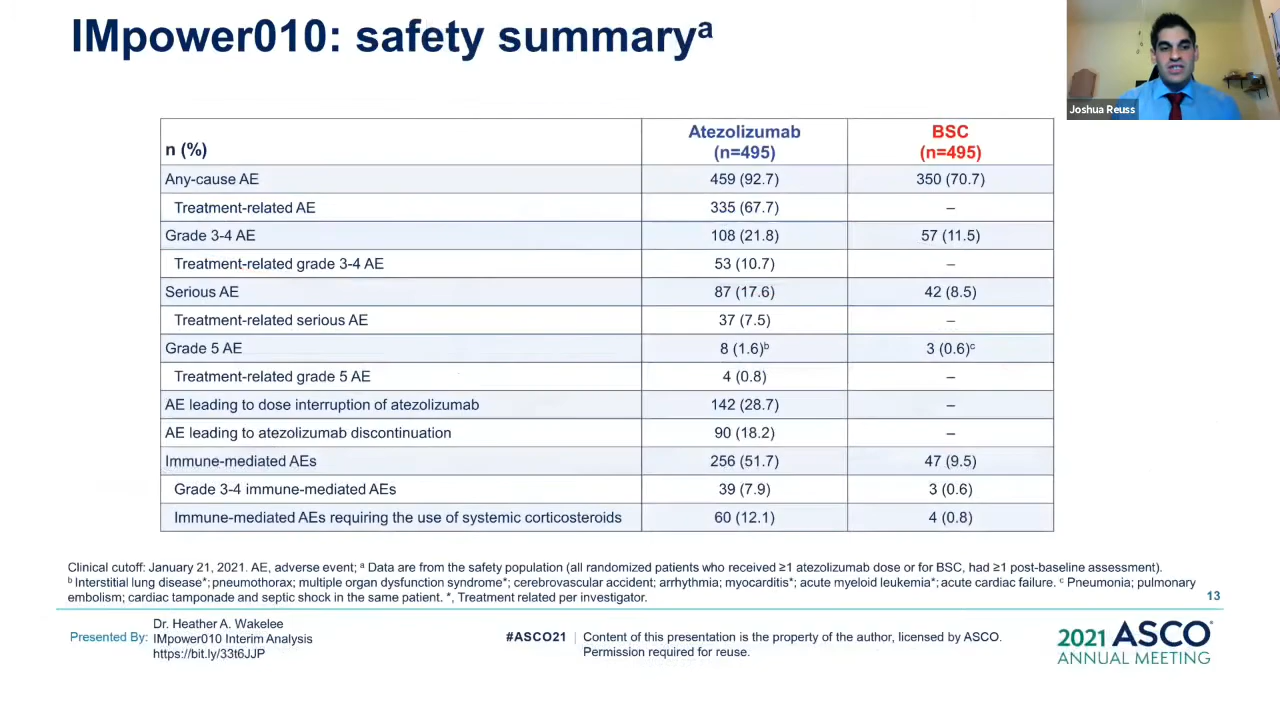 IMpower010: safety summaryᵃ
Joshua Reuss
n (%) Atezolizumab (n=495) BSC (n=495)
Any-cause AE 459 (92.7) 350 (70.7)
Treatment-related AE 335 (67.7) –
Grade 3-4 AE 108 (21.8) 57 (11.5)
Treatment-related grade 3-4 AE 53 (10.7) –
Serious AE 87 (17.6) 42 (8.5)
Treatment-related serious AE 37 (7.5) –
Grade 5 AE 8 (1.6)ᵇ 3 (0.6)ᶜ
Treatment-related grade 5 AE 4 (0.8) –
AE leading to dose interruption of atezolizumab 142 (28.7) –
AE leading to atezolizumab discontinuation 90 (18.2) –
Immune-mediated AEs 256 (51.7) 47 (9.5)
Grade 3-4 immune-mediated AEs 39 (7.9) 3 (0.6)
Immune-mediated AEs requiring the use of systemic corticosteroids 60 (12.1) 4 (0.8)
Clinical cutoff: January 21, 2021. AE, adverse event; ᵃ Data are from the safety population (all randomized patients who received ≥1 atezolizumab dose or for BSC, had ≥1 post-baseline assessment).
ᵇ Interstitial lung disease*; pneumothorax; multiple organ dysfunction syndrome*; cerebrovascular accident; arrhythmia; myocarditis*; acute myeloid leukemia*; acute cardiac failure. ᶜ Pneumonia; pulmonary
embolism; cardiac tamponade and septic shock in the same patient. *, Treatment related per investigator.
13
Presented By: Dr. Heather A. Wakelee
IMpower010 Interim Analysis
https://bit.ly/33t6JJP
#ASCO21 | Content of this presentation is the property of the author, licensed by ASCO.
Permission required for reuse.
2021 ASCO®
ANNUAL MEETING